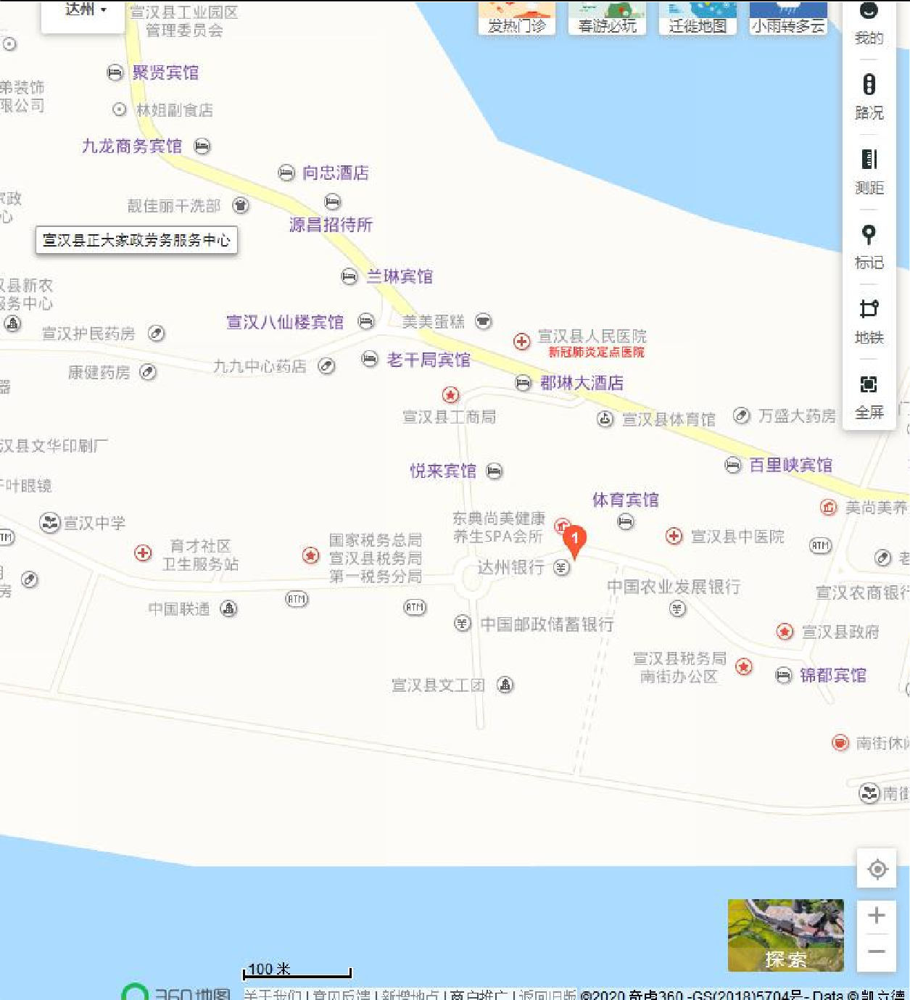 达州
宣汉县工业园区
管理委员会
发热门诊
春游必玩
迁徙地图
小雨转多云
我的
聚贤宾馆
弟装饰
限公司
林姐副食店
路况
九龙商务宾馆
向忠酒店
测距
家政
心
靓佳丽干洗部
源昌招待所
宣汉县正大家政劳务服务中心
标记
兰琳宾馆
汉县新农
服务中心
宣汉八仙楼宾馆
美美蛋糕
宣汉护民药房
宣汉县人民医院
新冠肺炎定点医院
地铁
老干局宾馆
九九中心药店
康健药房
郡琳大酒店
器
宣汉县工商局
宣汉县体育馆
万盛大药房
全屏
门
汉县文华印刷厂
悦来宾馆
百里峡宾馆
千叶眼镜
体育宾馆
美尚美养
宣汉中学
东典尚美健康
养生SPA会所
1
宣汉县中医院
ATM
TM
育才社区
卫生服务站
国家税务总局
宣汉县税务局
第一税务分局
达州银行
老
房
中国农业发展银行
宣汉农商银行
ATM
ATM
中国联通
中国邮政储蓄银行
宣汉县政府
宣汉县税务局
南街办公区
锦都宾馆
宣汉县文工团
南街休闲
南街
探索
100 米
360地图
关于我们 | 意见反馈 | 新增地点 | 商户推广 | 返回旧版 ©2020 奇虎360 -GS(2018)5704号- Data © 凯立德